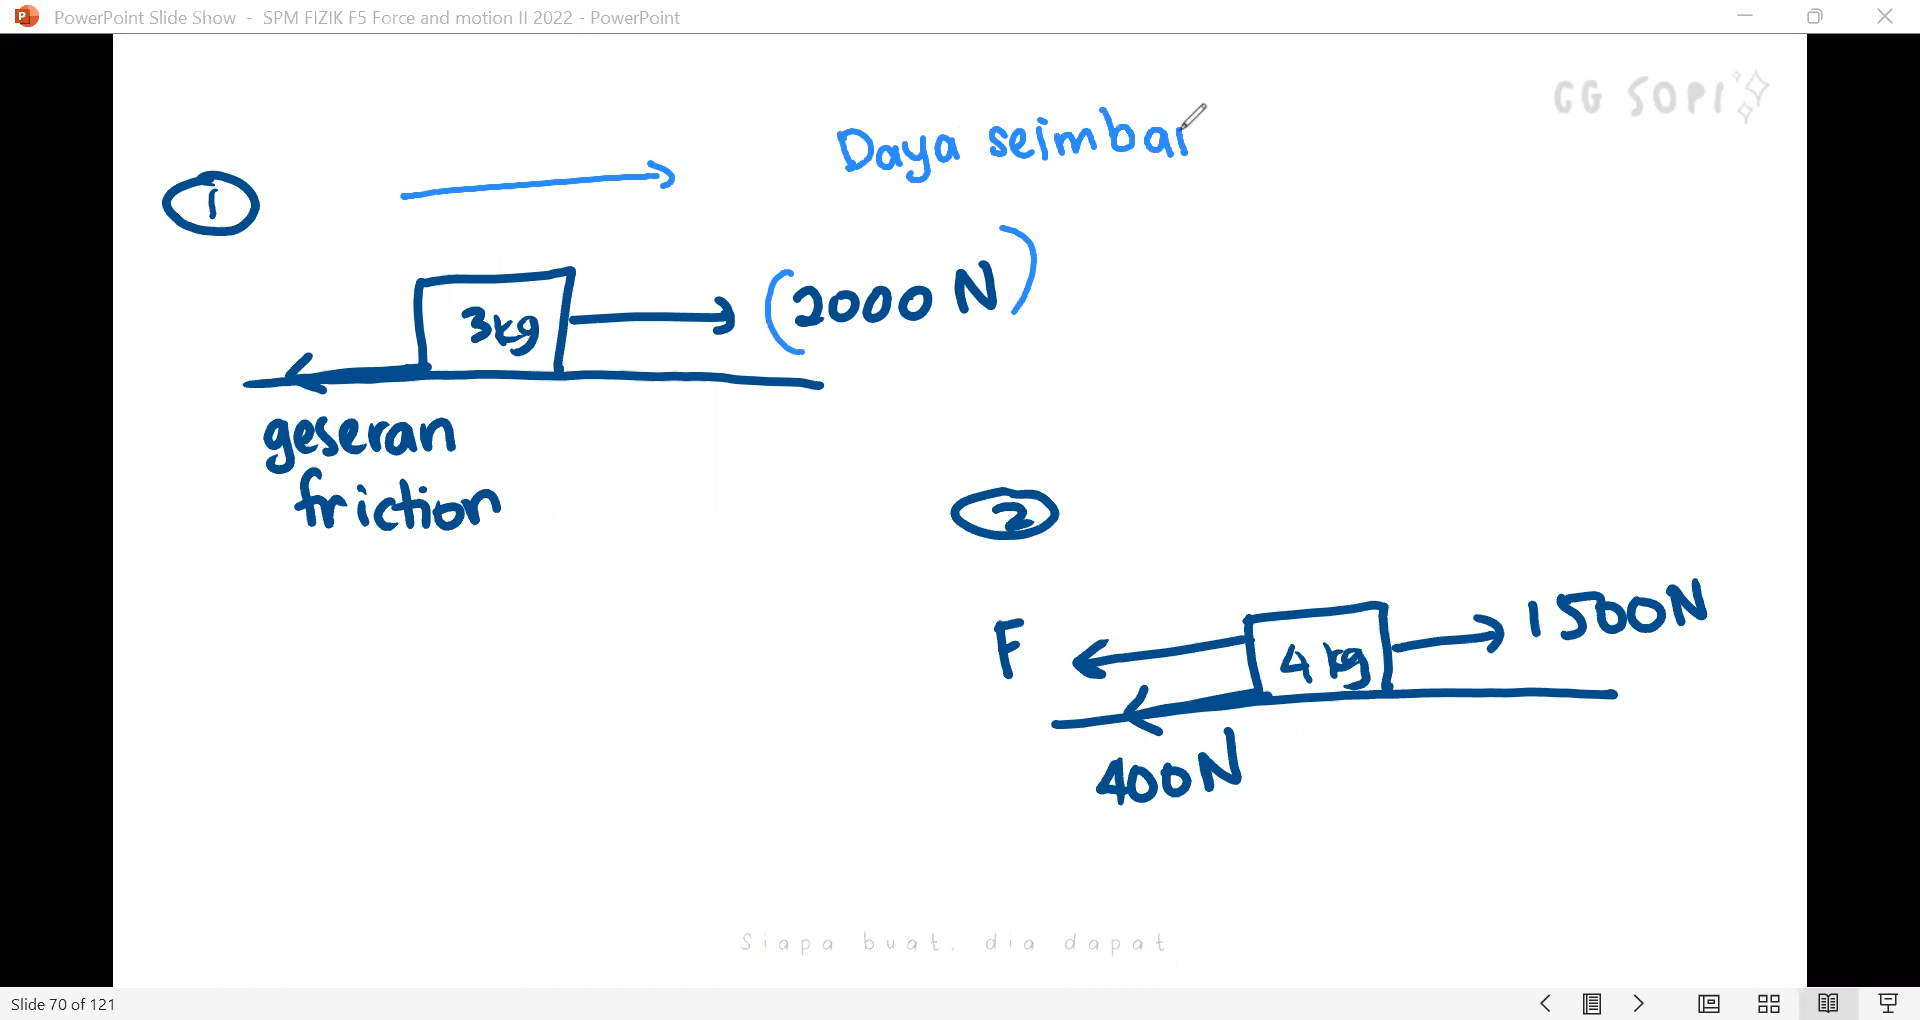 PowerPoint Slide Show - SPM FIZIK F5 Force and motion II 2022 - PowerPoint
CG SOPI
Daya seimbar
1
3kg
(2000 N)
geseran
friction
2
F
4 kg
1500N
400N
Siapa buat, dia dapat
Slide 70 of 121